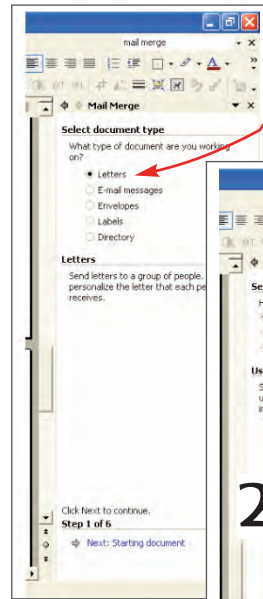 mail merge
Mail Merge
Select document type
What type of document are you working
on?
Letters
E-mail messages
Envelopes
Labels
Directory
Letters
Send letters to a group of people.
personalize the letter that each pe
receives.
Click Next to continue.
Step 1 of 6
Next: Starting document
Se
H
Us
S
u
in
2